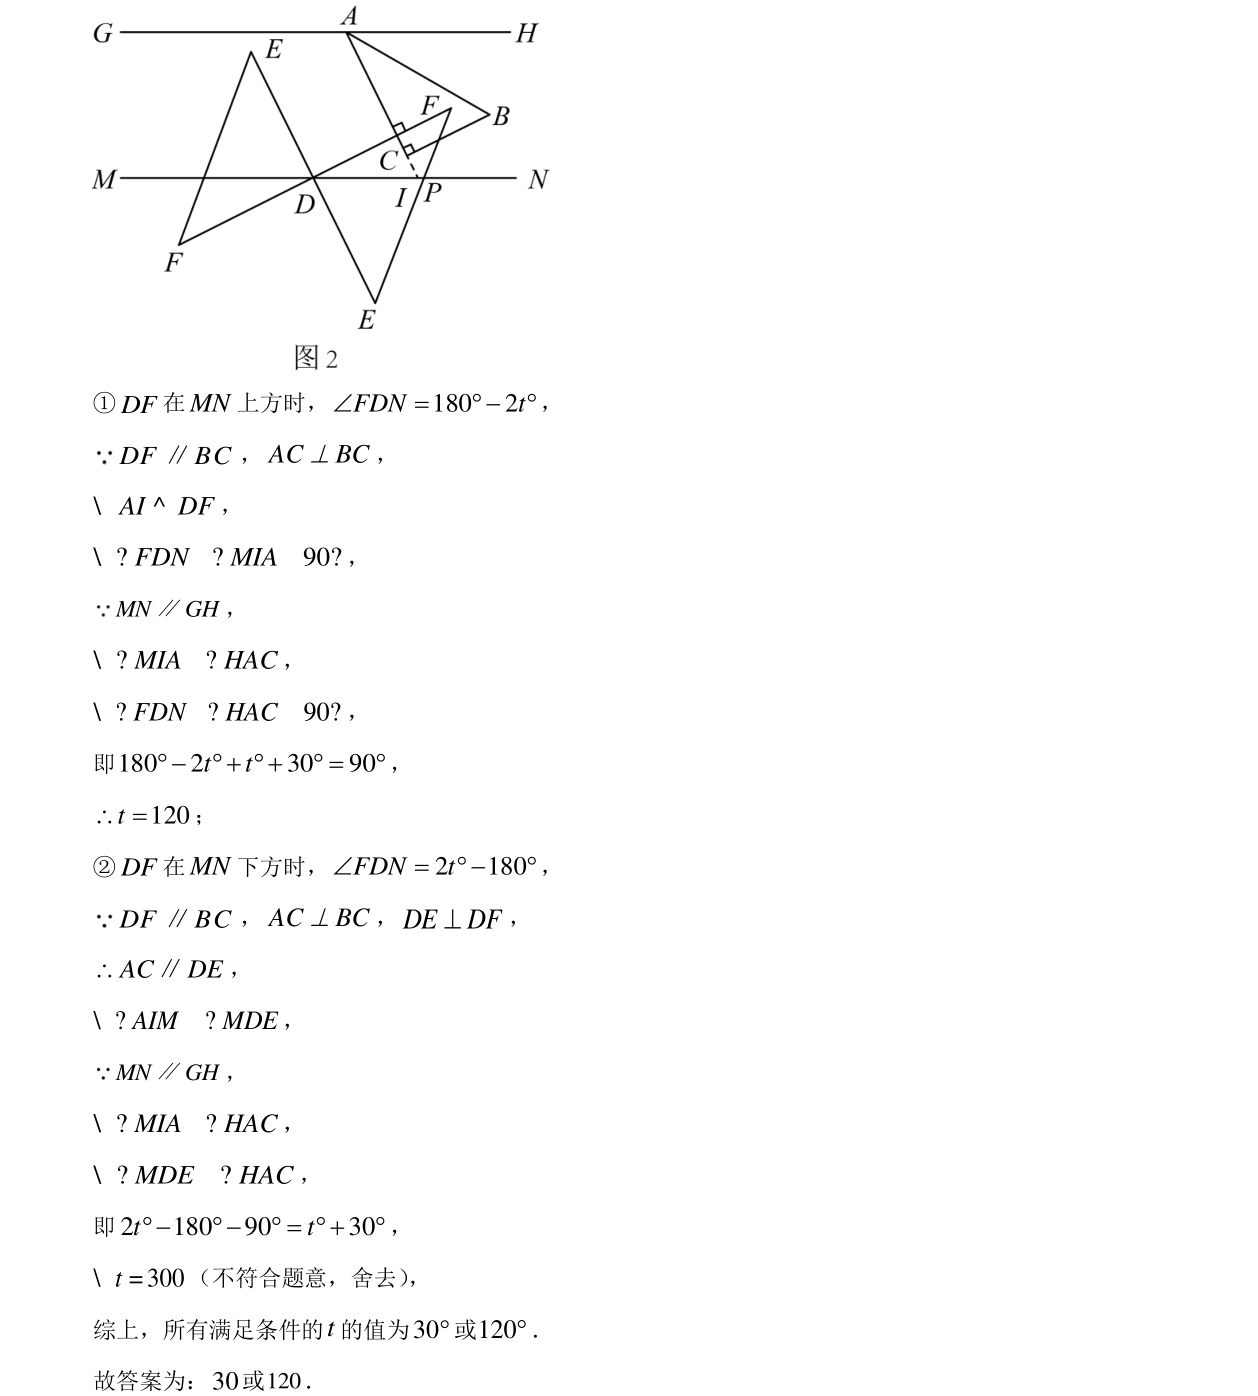 G A H
E
F B
C
M D I P N
F
E
图 2
① DF 在 MN 上方时，∠FDN = 180° − 2t°，
∵ DF ∥ BC ， AC ⊥ BC ，
\ AI ^ DF ，
\ ? FDN ? MIA 90? ，
∵ MN ∥ GH ，
\ ? MIA ? HAC ，
\ ? FDN ? HAC 90? ，
即 180° − 2t° + t° + 30° = 90° ，
∴ t = 120 ；
② DF 在 MN 下方时，∠FDN = 2t° − 180° ，
∵ DF ∥ BC ， AC ⊥ BC ， DE ⊥ DF ，
∴ AC ∥ DE ，
\ ? AIM ? MDE ，
∵ MN ∥ GH ，
\ ? MIA ? HAC ，
\ ? MDE ? HAC ，
即 2t° − 180° − 90° = t° + 30° ，
\ t = 300 （不符合题意，舍去），
综上，所有满足条件的 t 的值为 30° 或 120° ．
故答案为：30 或 120 ．